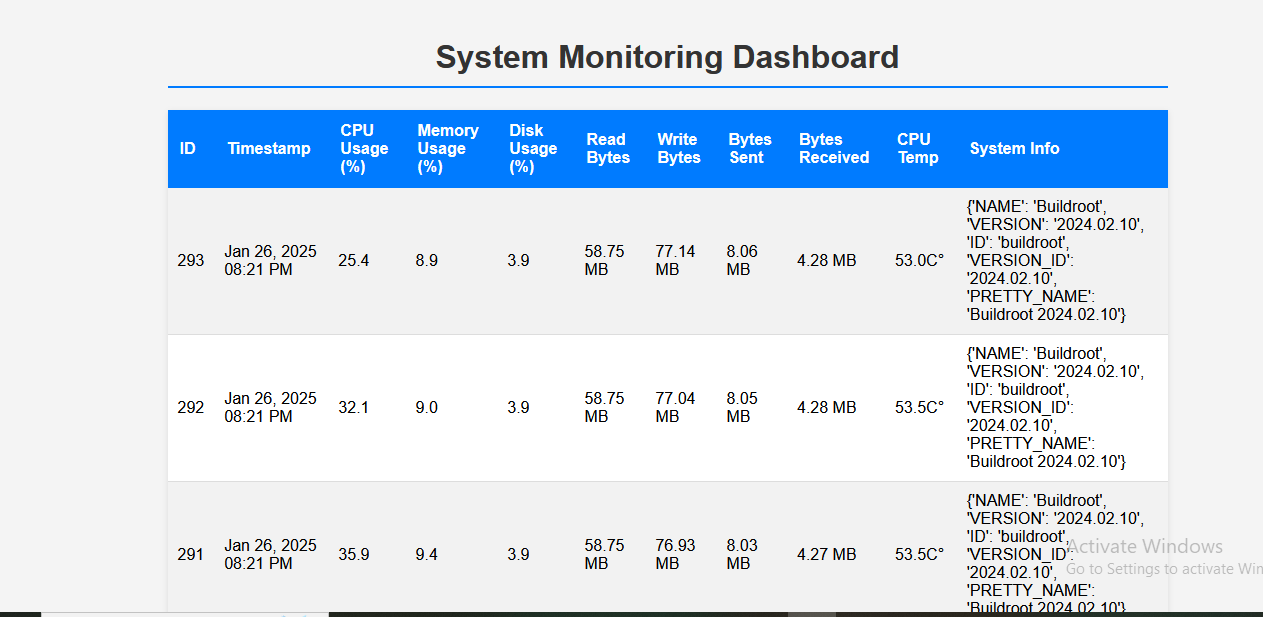 System Monitoring Dashboard
ID
Timestamp
CPU
Usage
(%)
Memory
Usage
(%)
Disk
Usage
(%)
Read
Bytes
Write
Bytes
Bytes
Sent
Bytes
Received
CPU
Temp
System Info
293
Jan 26, 2025
08:21 PM
25.4
8.9
3.9
58.75
MB
77.14
MB
8.06
MB
4.28 MB
53.0C°
{'NAME': 'Buildroot',
'VERSION': '2024.02.10',
'ID': 'buildroot',
'VERSION_ID':
'2024.02.10',
'PRETTY_NAME':
'Buildroot 2024.02.10'}
292
Jan 26, 2025
08:21 PM
32.1
9.0
3.9
58.75
MB
77.04
MB
8.05
MB
4.28 MB
53.5C°
{'NAME': 'Buildroot',
'VERSION': '2024.02.10',
'ID': 'buildroot',
'VERSION_ID':
'2024.02.10',
'PRETTY_NAME':
'Buildroot 2024.02.10'}
291
Jan 26, 2025
08:21 PM
35.9
9.4
3.9
58.75
MB
76.93
MB
8.03
MB
4.27 MB
53.5C°
{'NAME': 'Buildroot',
'VERSION': '2024.02.10',
'ID': 'buildroot',
'VERSION_ID':
'2024.02.10',
'PRETTY_NAME':
'Buildroot 2024.02.10'}
Activate Windows
Go to Settings to activate Win